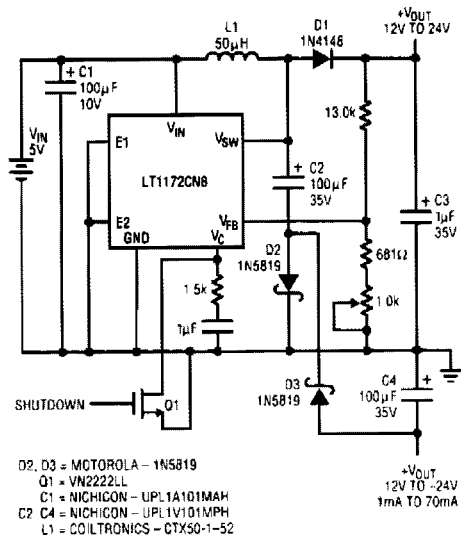 L1
50μH
D1
1N4148
+VOUT
12V TO 24V
+
C1
100μF
10V
VIN
5V
VIN
E1
VSW
LT1172CN8
E2
VFB
GND
VC
13.0k
+
C2
100μF
35V
+
C3
1μF
35V
D2
1N5819
681Ω
1.0k
1.5k
1μF
D3
1N5819
C4
100μF
35V
+
SHUTDOWN
Q1
+VOUT
12V TO -24V
1mA TO 70mA
D2, D3 = MOTOROLA – 1N5819
Q1 = VN2222LL
C1 = NICHICON – UPL1A101MAH
C2 C4 = NICHICON – UPL1V101MPH
L1 = COILTRONICS – CTX50-1-52